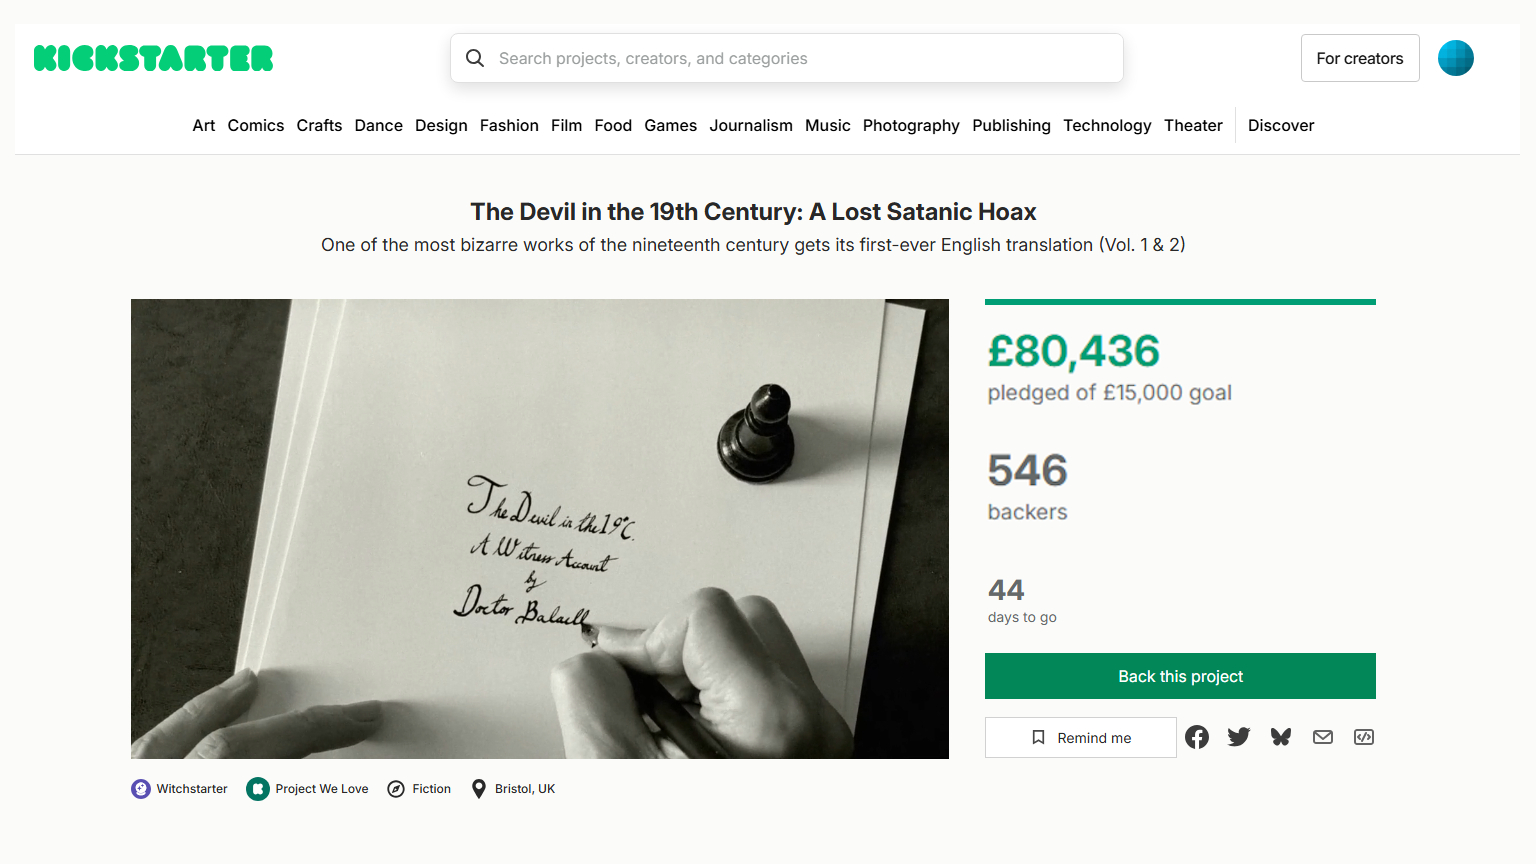 KICKSTARTER
Search projects, creators, and categories
For creators
Art Comics Crafts Dance Design Fashion Film Food Games Journalism Music Photography Publishing Technology Theater Discover
The Devil in the 19th Century: A Lost Satanic Hoax
One of the most bizarre works of the nineteenth century gets its first-ever English translation (Vol. 1 & 2)
The Devil in the 19°C.
A Witness Account
by
Doctor Bataill
£80,436
pledged of £15,000 goal
546
backers
44
days to go
Back this project
Remind me
Witchstarter Project We Love Fiction Bristol, UK